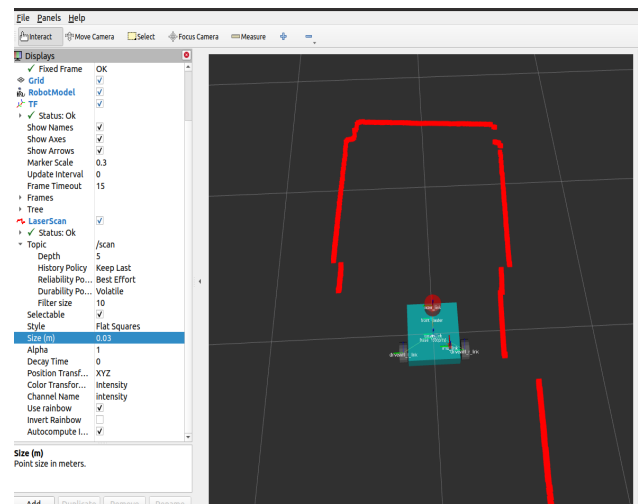 File Panels Help
Interact Move Camera Select Focus Camera Measure
Displays
Fixed Frame OK
Grid
RobotModel
TF
Status: Ok
Show Names
Show Axes
Show Arrows
Marker Scale 0.3
Update Interval 0
Frame Timeout 15
Frames
Tree
LaserScan
Status: Ok
Topic /scan
Depth 5
History Policy Keep Last
Reliability Po... Best Effort
Durability Po... Volatile
Filter size 10
Selectable
Style Flat Squares
Size (m) 0.03
Alpha 1
Decay Time 0
Position Transf... XYZ
Color Transfor... Intensity
Channel Name intensity
Use rainbow
Invert Rainbow
Autocompute I...
Size (m)
Point size in meters.
Add Duplicate Remove Rename